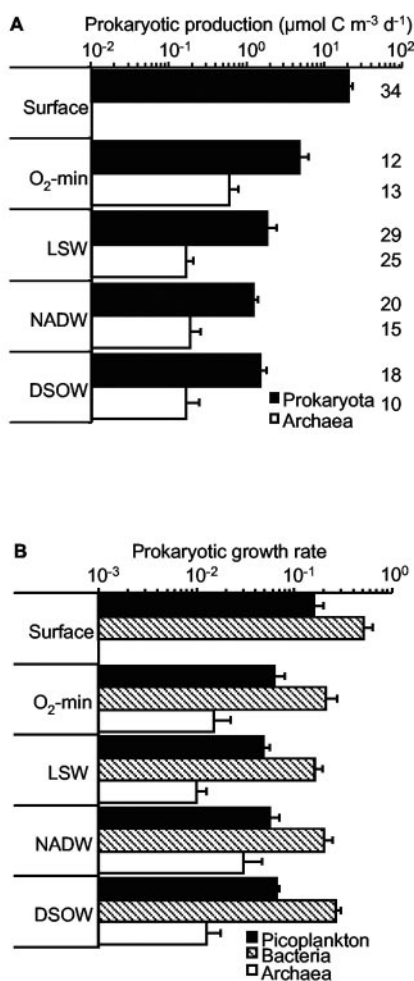 A
Prokaryotic production (μmol C m⁻³ d⁻¹)
10⁻² 10⁻¹ 10⁰ 10¹ 10²
Surface
34
O₂-min
12
13
LSW
29
25
NADW
20
15
DSOW
18
10
Prokaryota
Archaea
B
Prokaryotic growth rate
10⁻³ 10⁻² 10⁻¹ 10⁰
Surface
O₂-min
LSW
NADW
DSOW
Picoplankton
Bacteria
Archaea